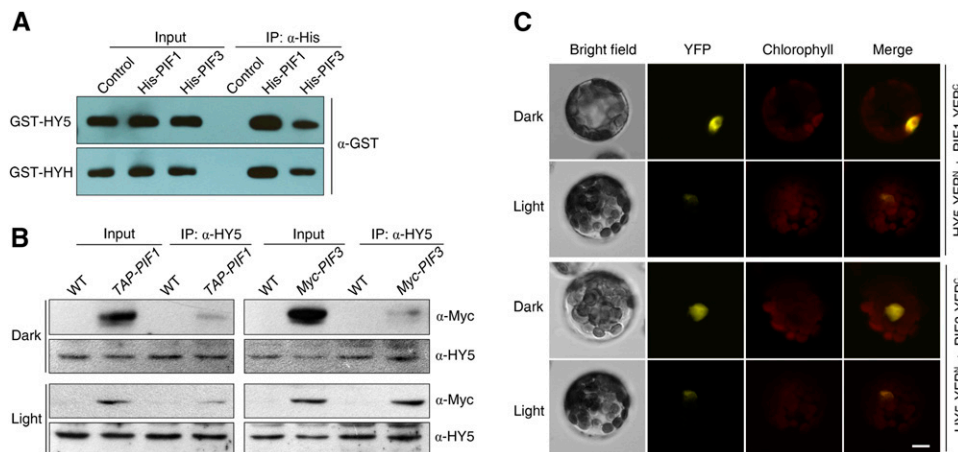 A
Input
IP: α-His
Control
His-PIF1
His-PIF3
Control
His-PIF1
His-PIF3
GST-HY5
GST-HYH
α-GST
B
Input
IP: α-HY5
Input
IP: α-HY5
WT
TAP-PIF1
WT
TAP-PIF1
WT
Myc-PIF3
WT
Myc-PIF3
Dark
α-Myc
α-HY5
Light
α-Myc
α-HY5
C
Bright field
YFP
Chlorophyll
Merge
Dark
Light
Dark
Light